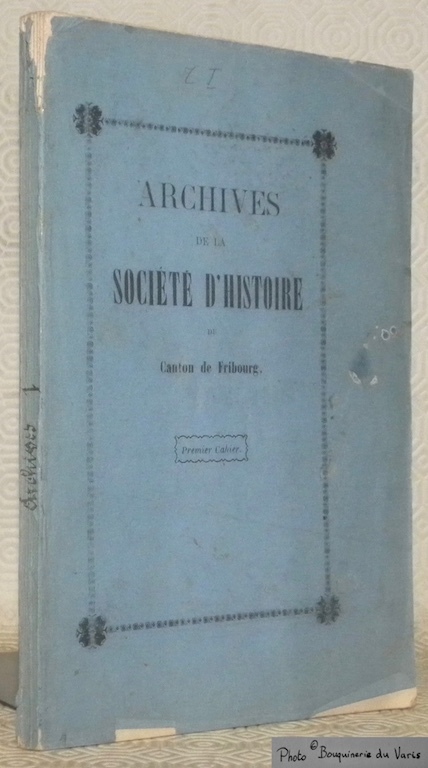 ARCHIVES
DE LA
SOCIÉTÉ D'HISTOIRE
DU
Canton de Fribourg.
Premier Cahier.
Archives 1
Photo © Bouquinerie du Varis